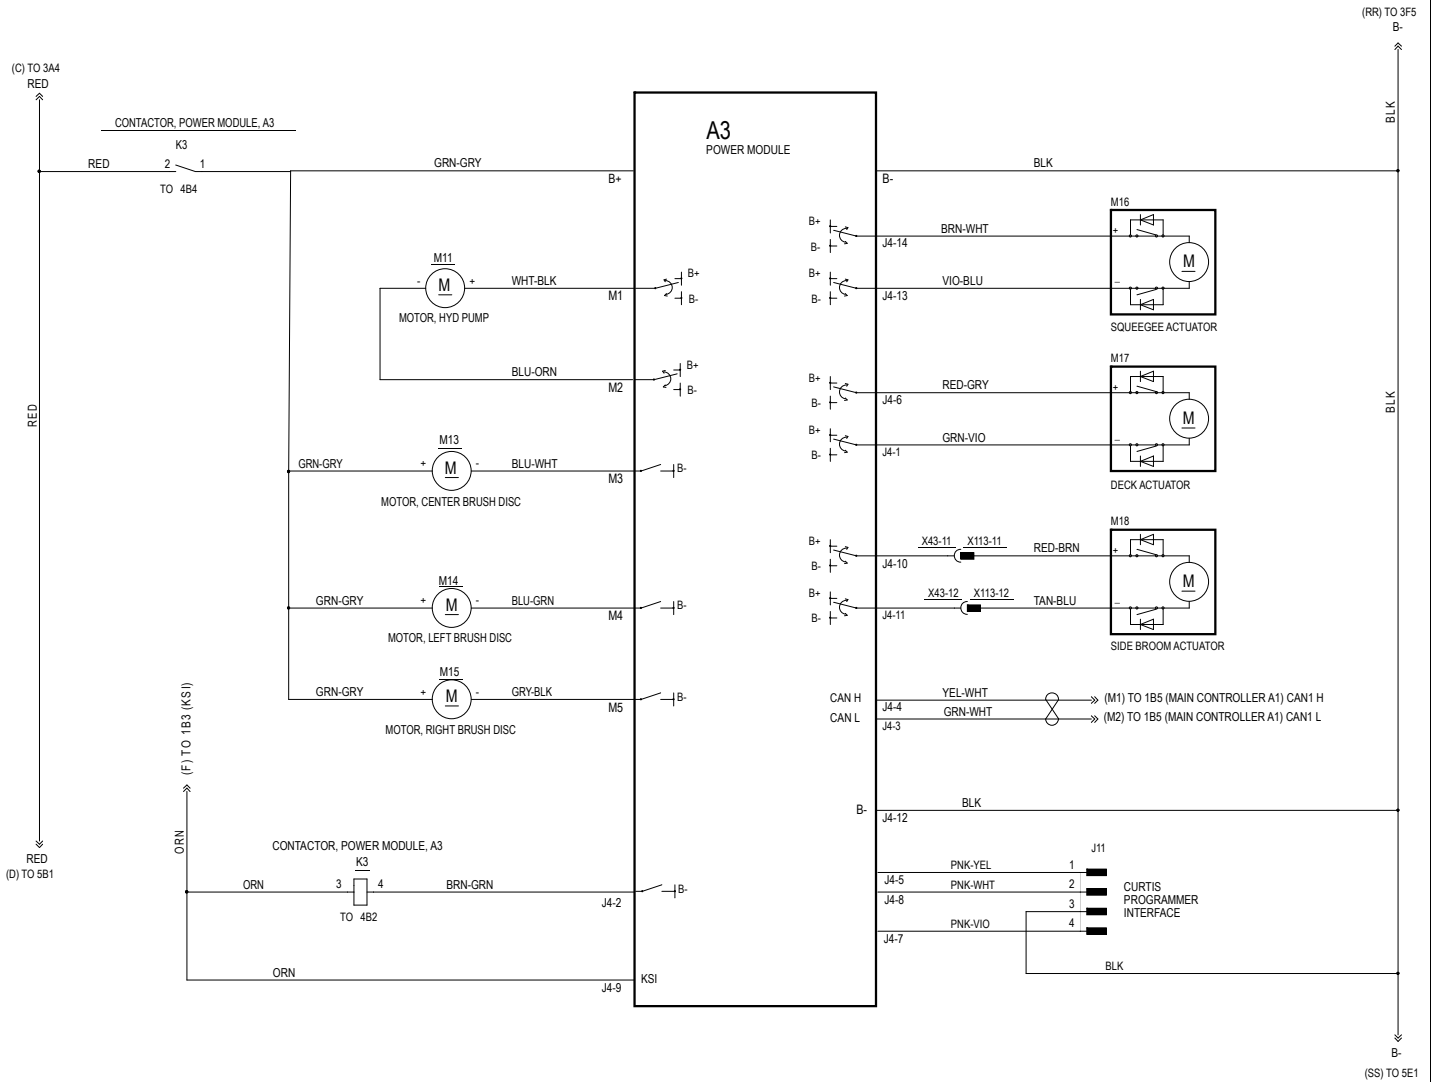 (RR) TO 3F5
B-
(C) TO 3A4
RED
BLK
CONTACTOR, POWER MODULE, A3
K3
RED 2 1
TO 4B4
GRN-GRY
B+
A3
POWER MODULE
BLK
B-
M16
B+
B-
BRN-WHT
J4-14
+
M
B+
B-
VIO-BLU
J4-13
–
SQUEEGEE ACTUATOR
M11
- M +
WHT-BLK
M1
B+
B-
MOTOR, HYD PUMP
BLU-ORN
M2
B+
B-
M17
B+
B-
RED-GRY
J4-6
+
M
B+
B-
GRN-VIO
J4-1
–
DECK ACTUATOR
RED
BLK
M13
GRN-GRY + M - BLU-WHT
M3
B-
MOTOR, CENTER BRUSH DISC
M18
B+
B-
J4-10
X43-11 X113-11
RED-BRN
+
M
B+
B-
J4-11
X43-12 X113-12
TAN-BLU
–
SIDE BROOM ACTUATOR
M14
GRN-GRY + M - BLU-GRN
M4
B-
MOTOR, LEFT BRUSH DISC
M15
GRN-GRY + M - GRY-BLK
M5
B-
MOTOR, RIGHT BRUSH DISC
CAN H
YEL-WHT
J4-4
(M1) TO 1B5 (MAIN CONTROLLER A1) CAN1 H
CAN L
GRN-WHT
J4-3
(M2) TO 1B5 (MAIN CONTROLLER A1) CAN1 L
(F) TO 1B3 (KSI)
ORN
B-
BLK
J4-12
RED
(D) TO 5B1
CONTACTOR, POWER MODULE, A3
K3
ORN 3 4 BRN-GRN
TO 4B2
J4-2
B-
J11
PNK-YEL 1
J4-5
PNK-WHT 2
J4-8
3
PNK-VIO 4
J4-7
CURTIS
PROGRAMMER
INTERFACE
BLK
ORN
J4-9
KSI
B-
(SS) TO 5E1